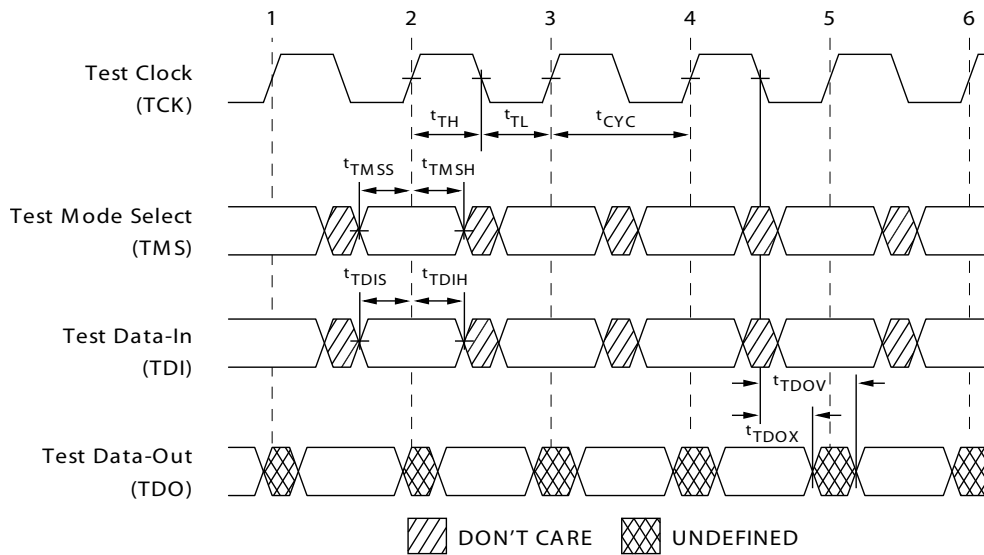 1 2 3 4 5 6
Test Clock
(TCK)
tTH tTL tCYC
tTMSS tTMSH
Test Mode Select
(TMS)
tTDIS tTDIH
Test Data-In
(TDI)
tTDOV
tTDOX
Test Data-Out
(TDO)
DON'T CARE UNDEFINED